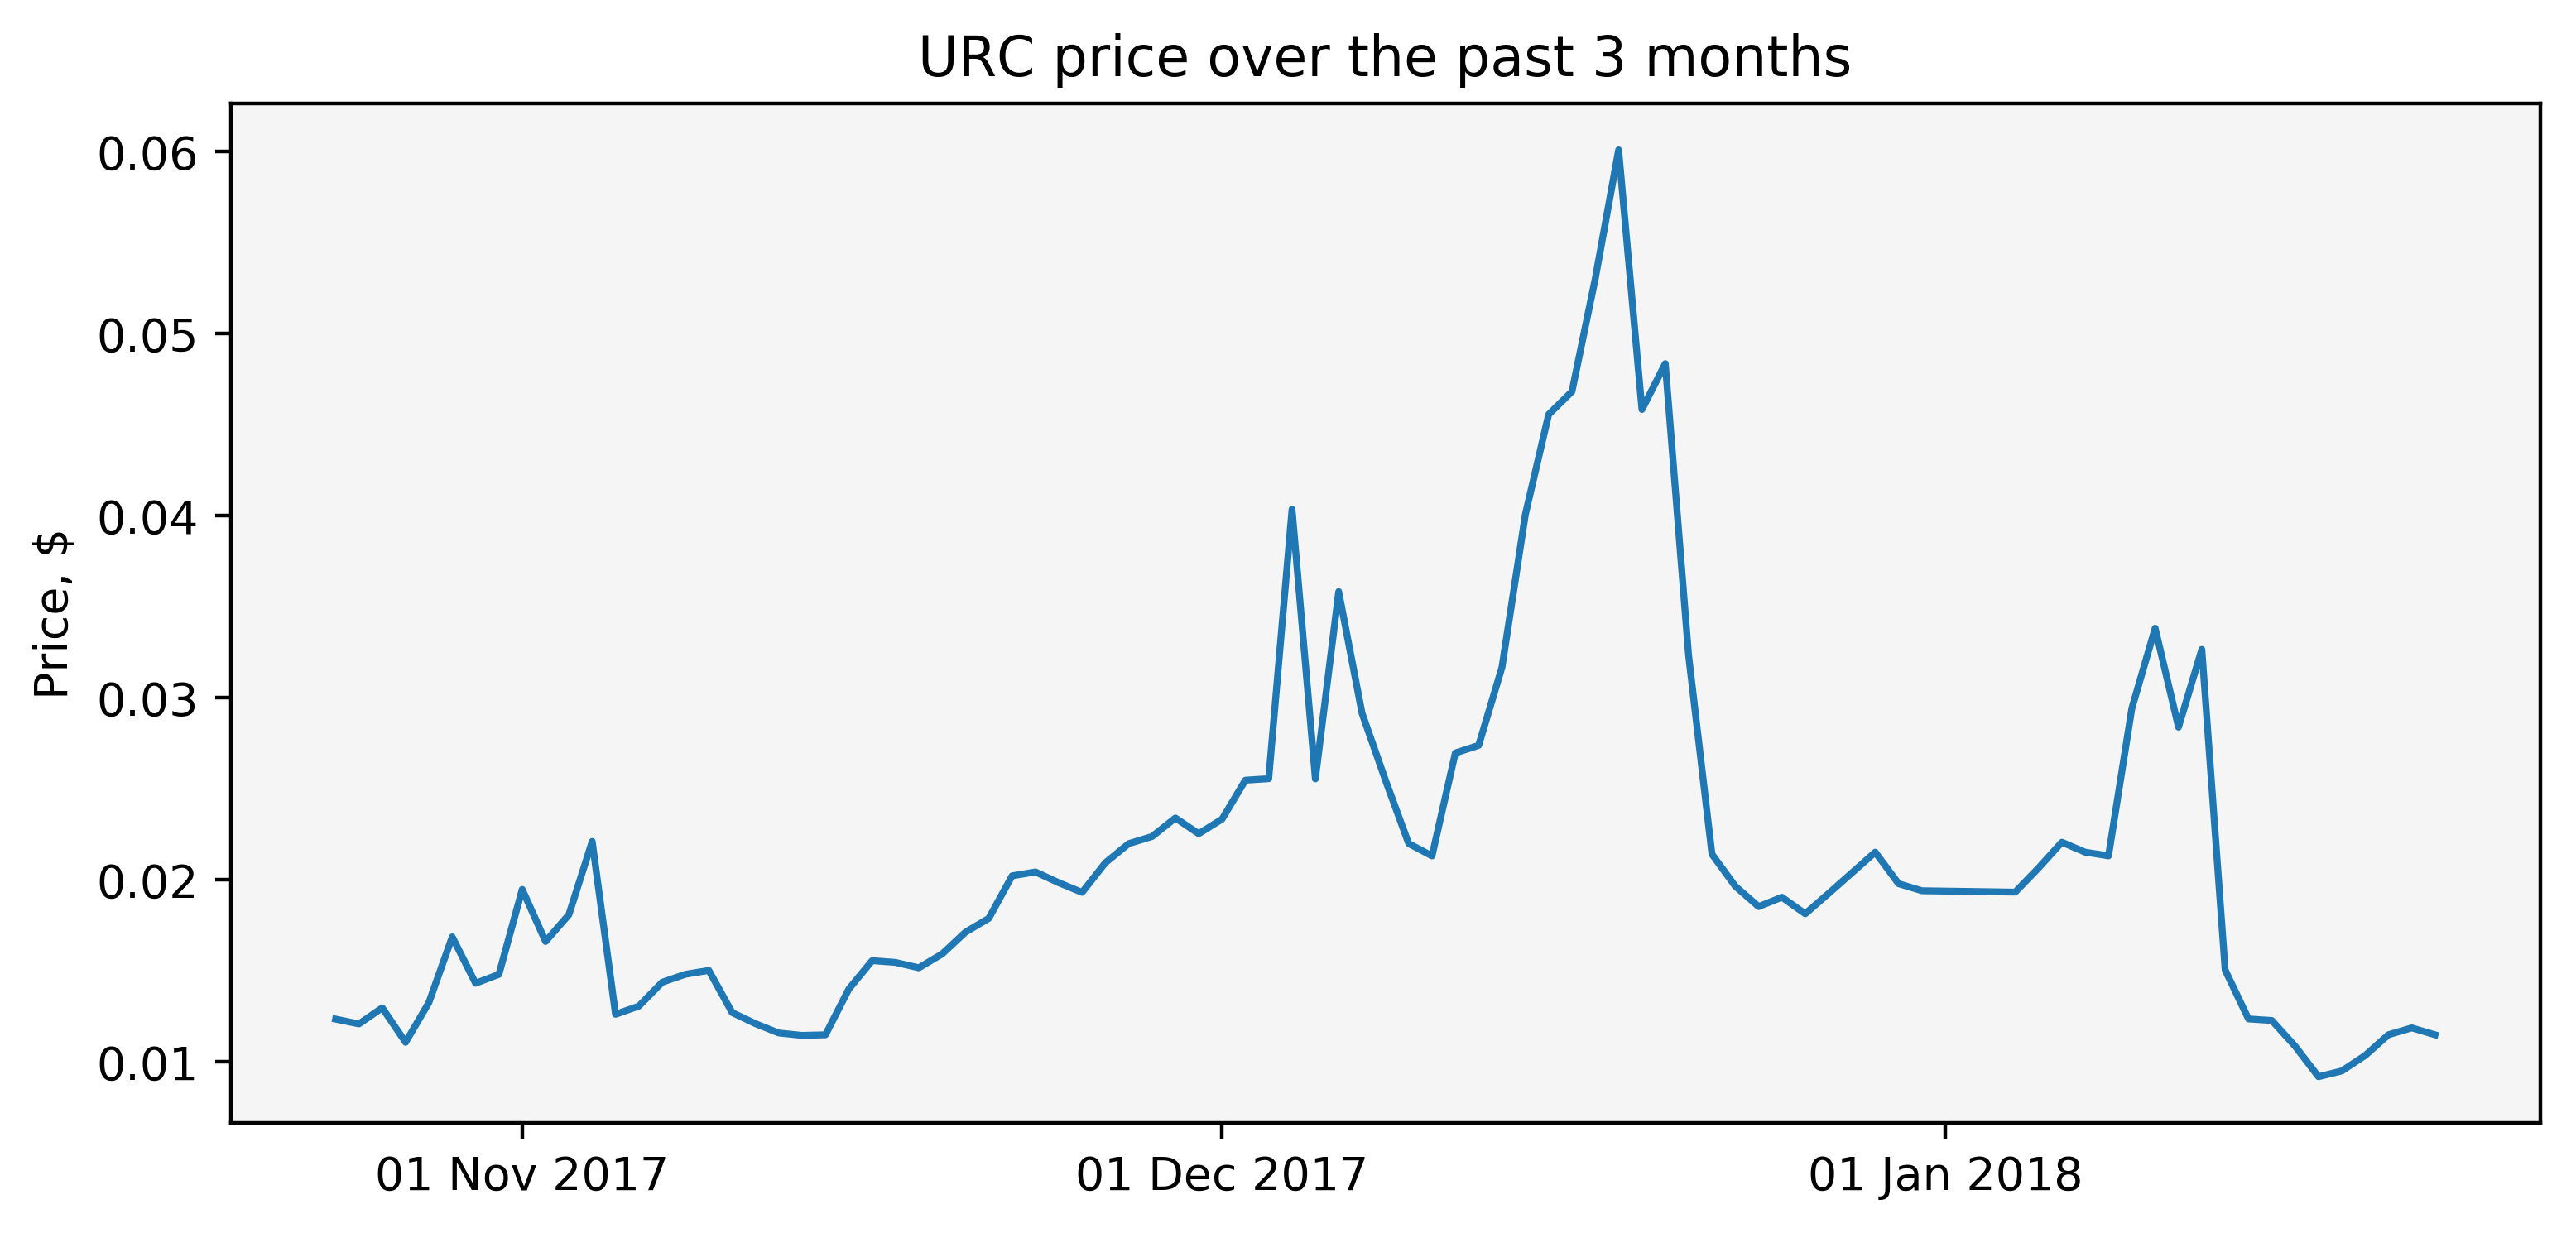 URC price over the past 3 months
Price, $
0.06
0.05
0.04
0.03
0.02
0.01
01 Nov 2017
01 Dec 2017
01 Jan 2018